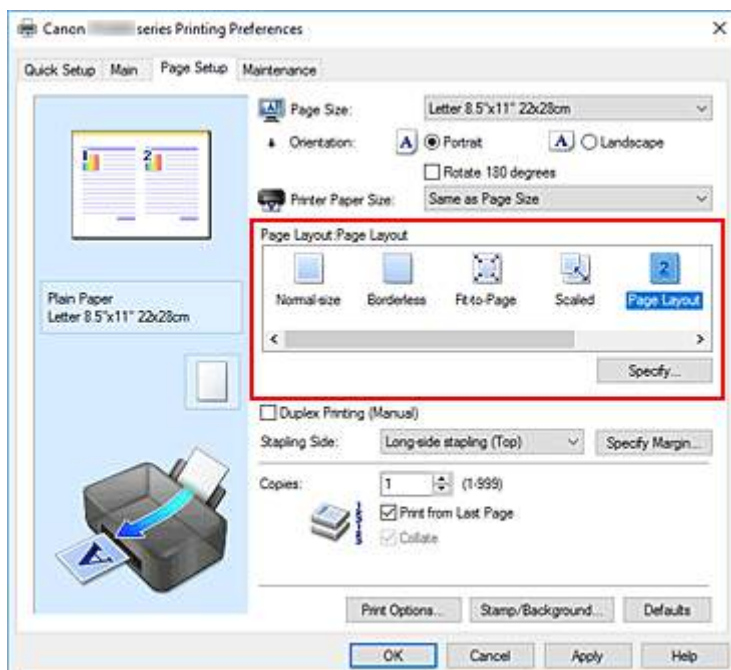 Canon series Printing Preferences
Quick Setup Main Page Setup Maintenance
Page Size: Letter 8.5"x11" 22x28cm
Orientation: A Portrait A Landscape
Rotate 180 degrees
Printer Paper Size: Same as Page Size
Page Layout:Page Layout
Normal-size Borderless Fit-to-Page Scaled Page Layout
1 2
2
Plain Paper
Letter 8.5"x11" 22x28cm
Specify...
Duplex Printing (Manual)
Stapling Side: Long-side stapling (Top) Specify Margin...
Copies: 1 (1-999)
Print from Last Page
Collate
A
Print Options... Stamp/Background... Defaults
OK Cancel Apply Help